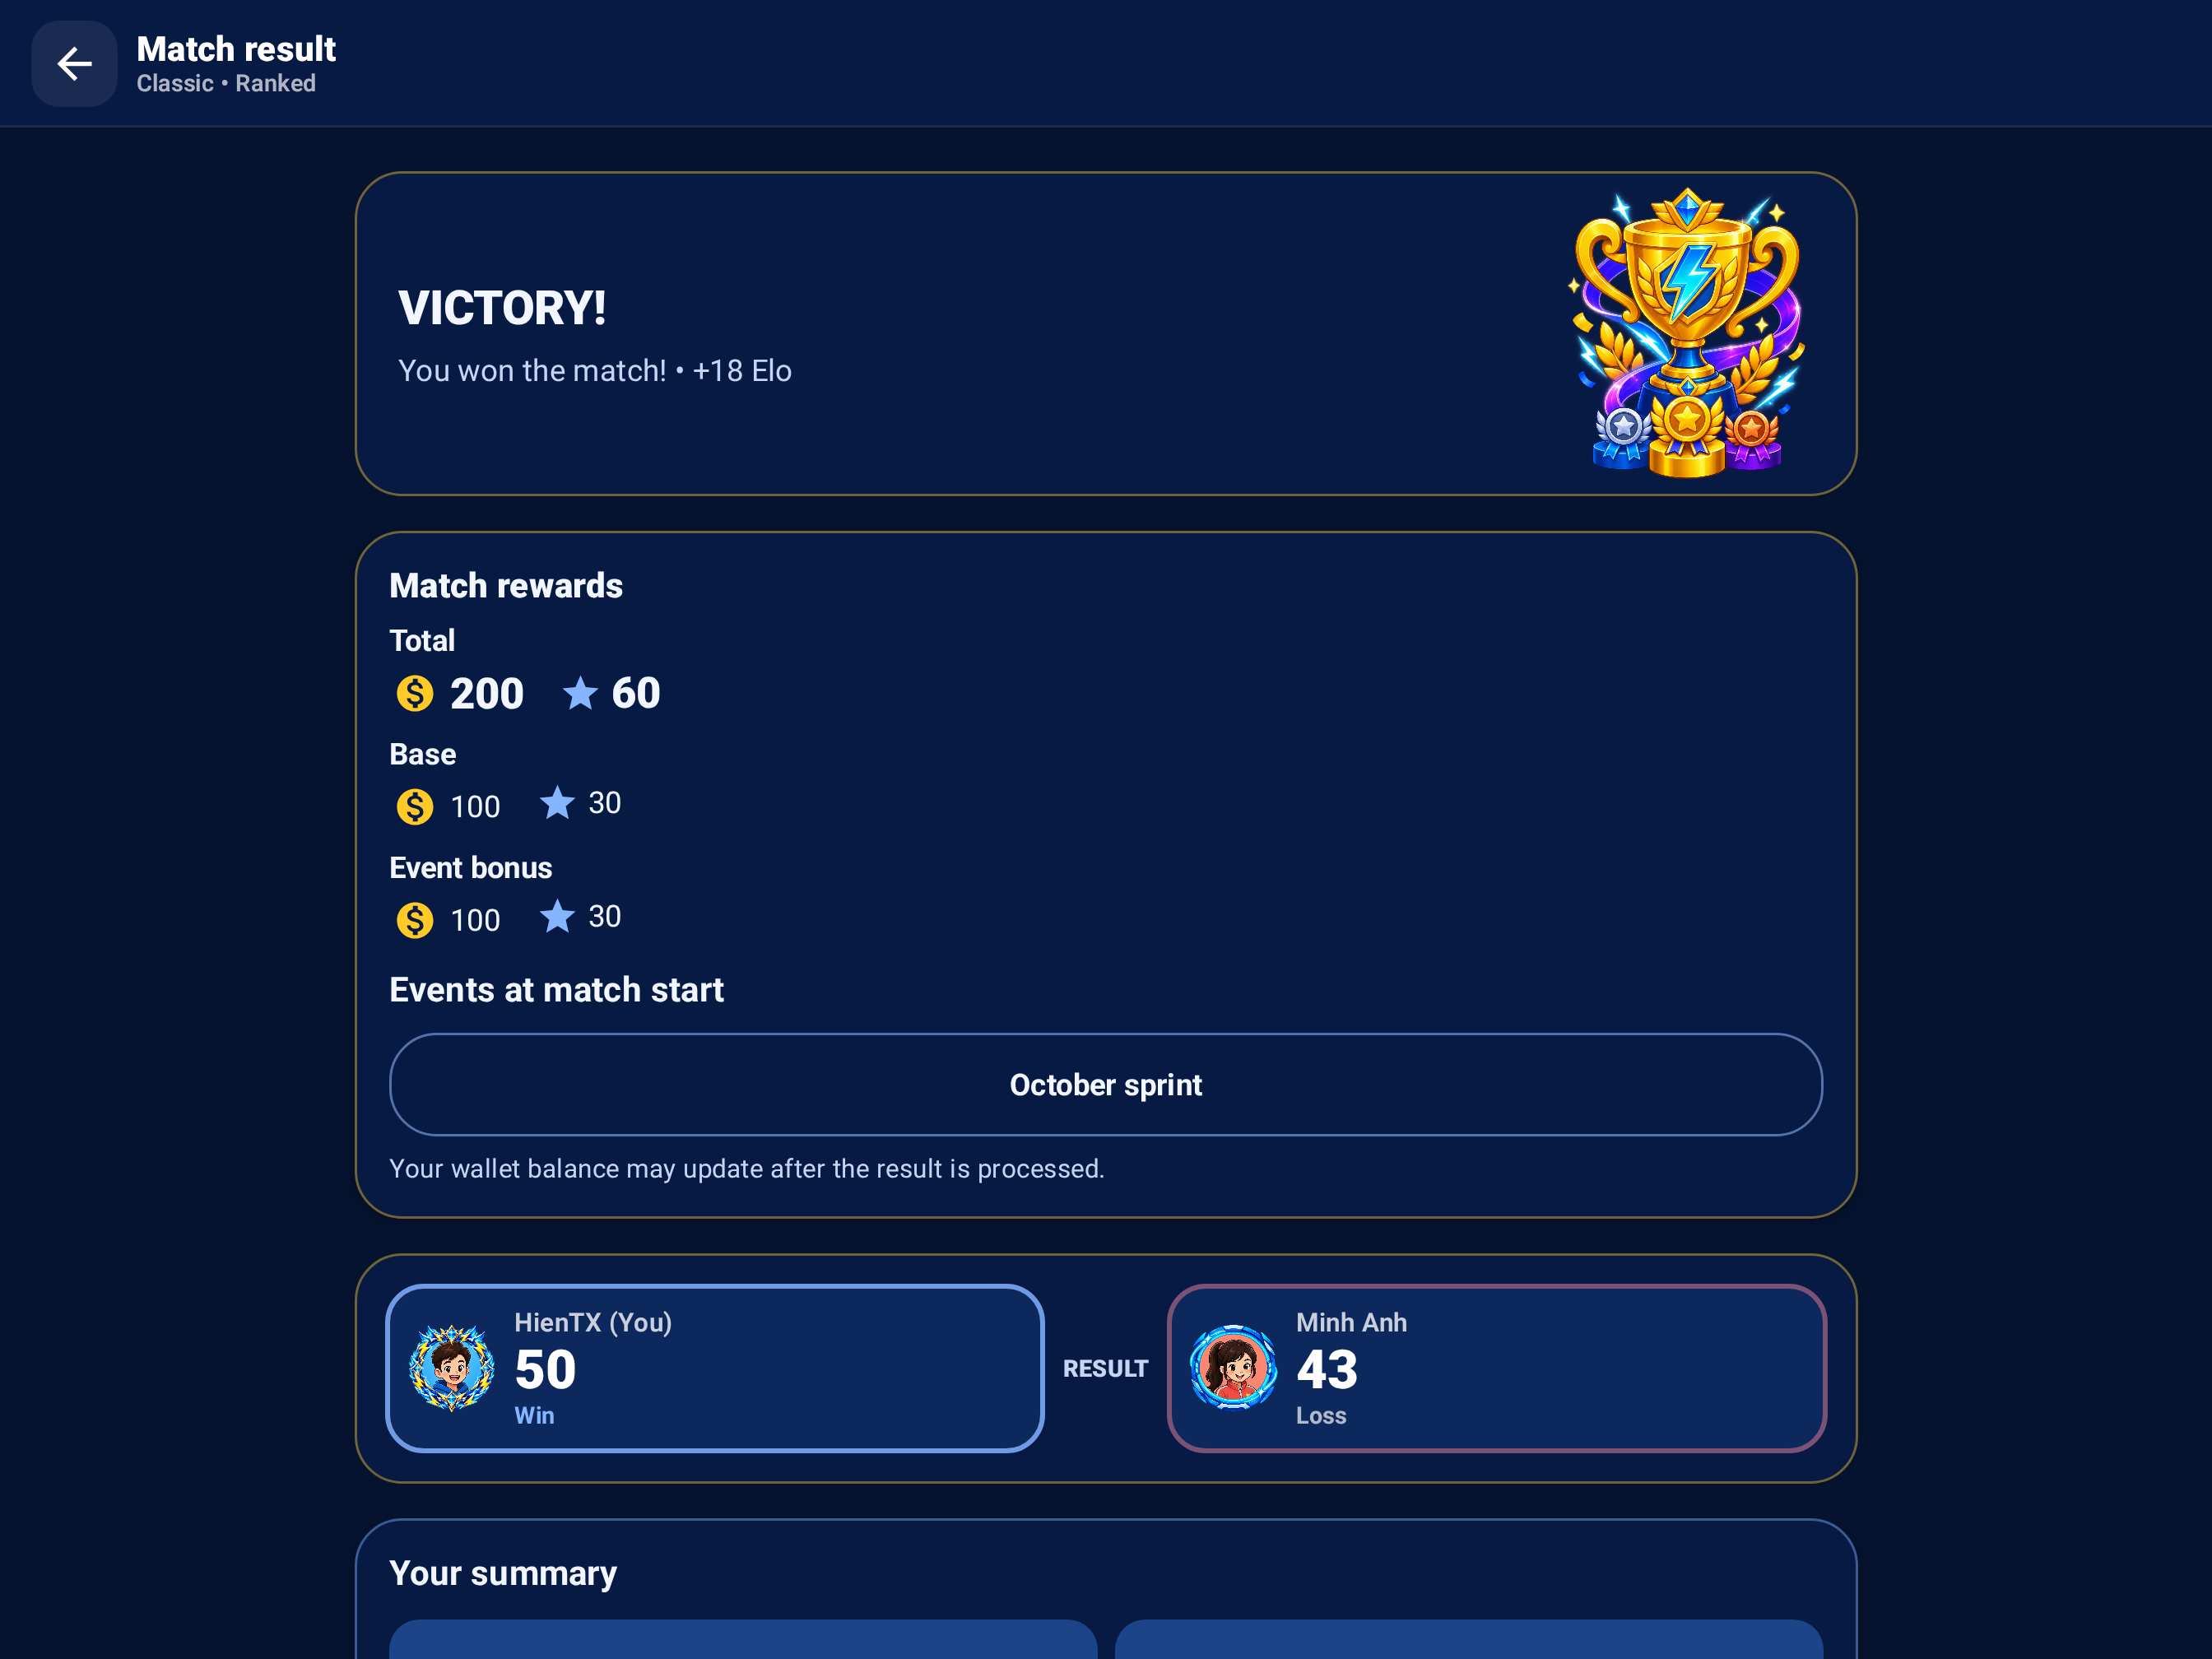 Match result
Classic • Ranked
VICTORY!
You won the match! • +18 Elo
Match rewards
Total
200 60
Base
100 30
Event bonus
100 30
Events at match start
October sprint
Your wallet balance may update after the result is processed.
HienTX (You)
50
Win
RESULT
Minh Anh
43
Loss
Your summary